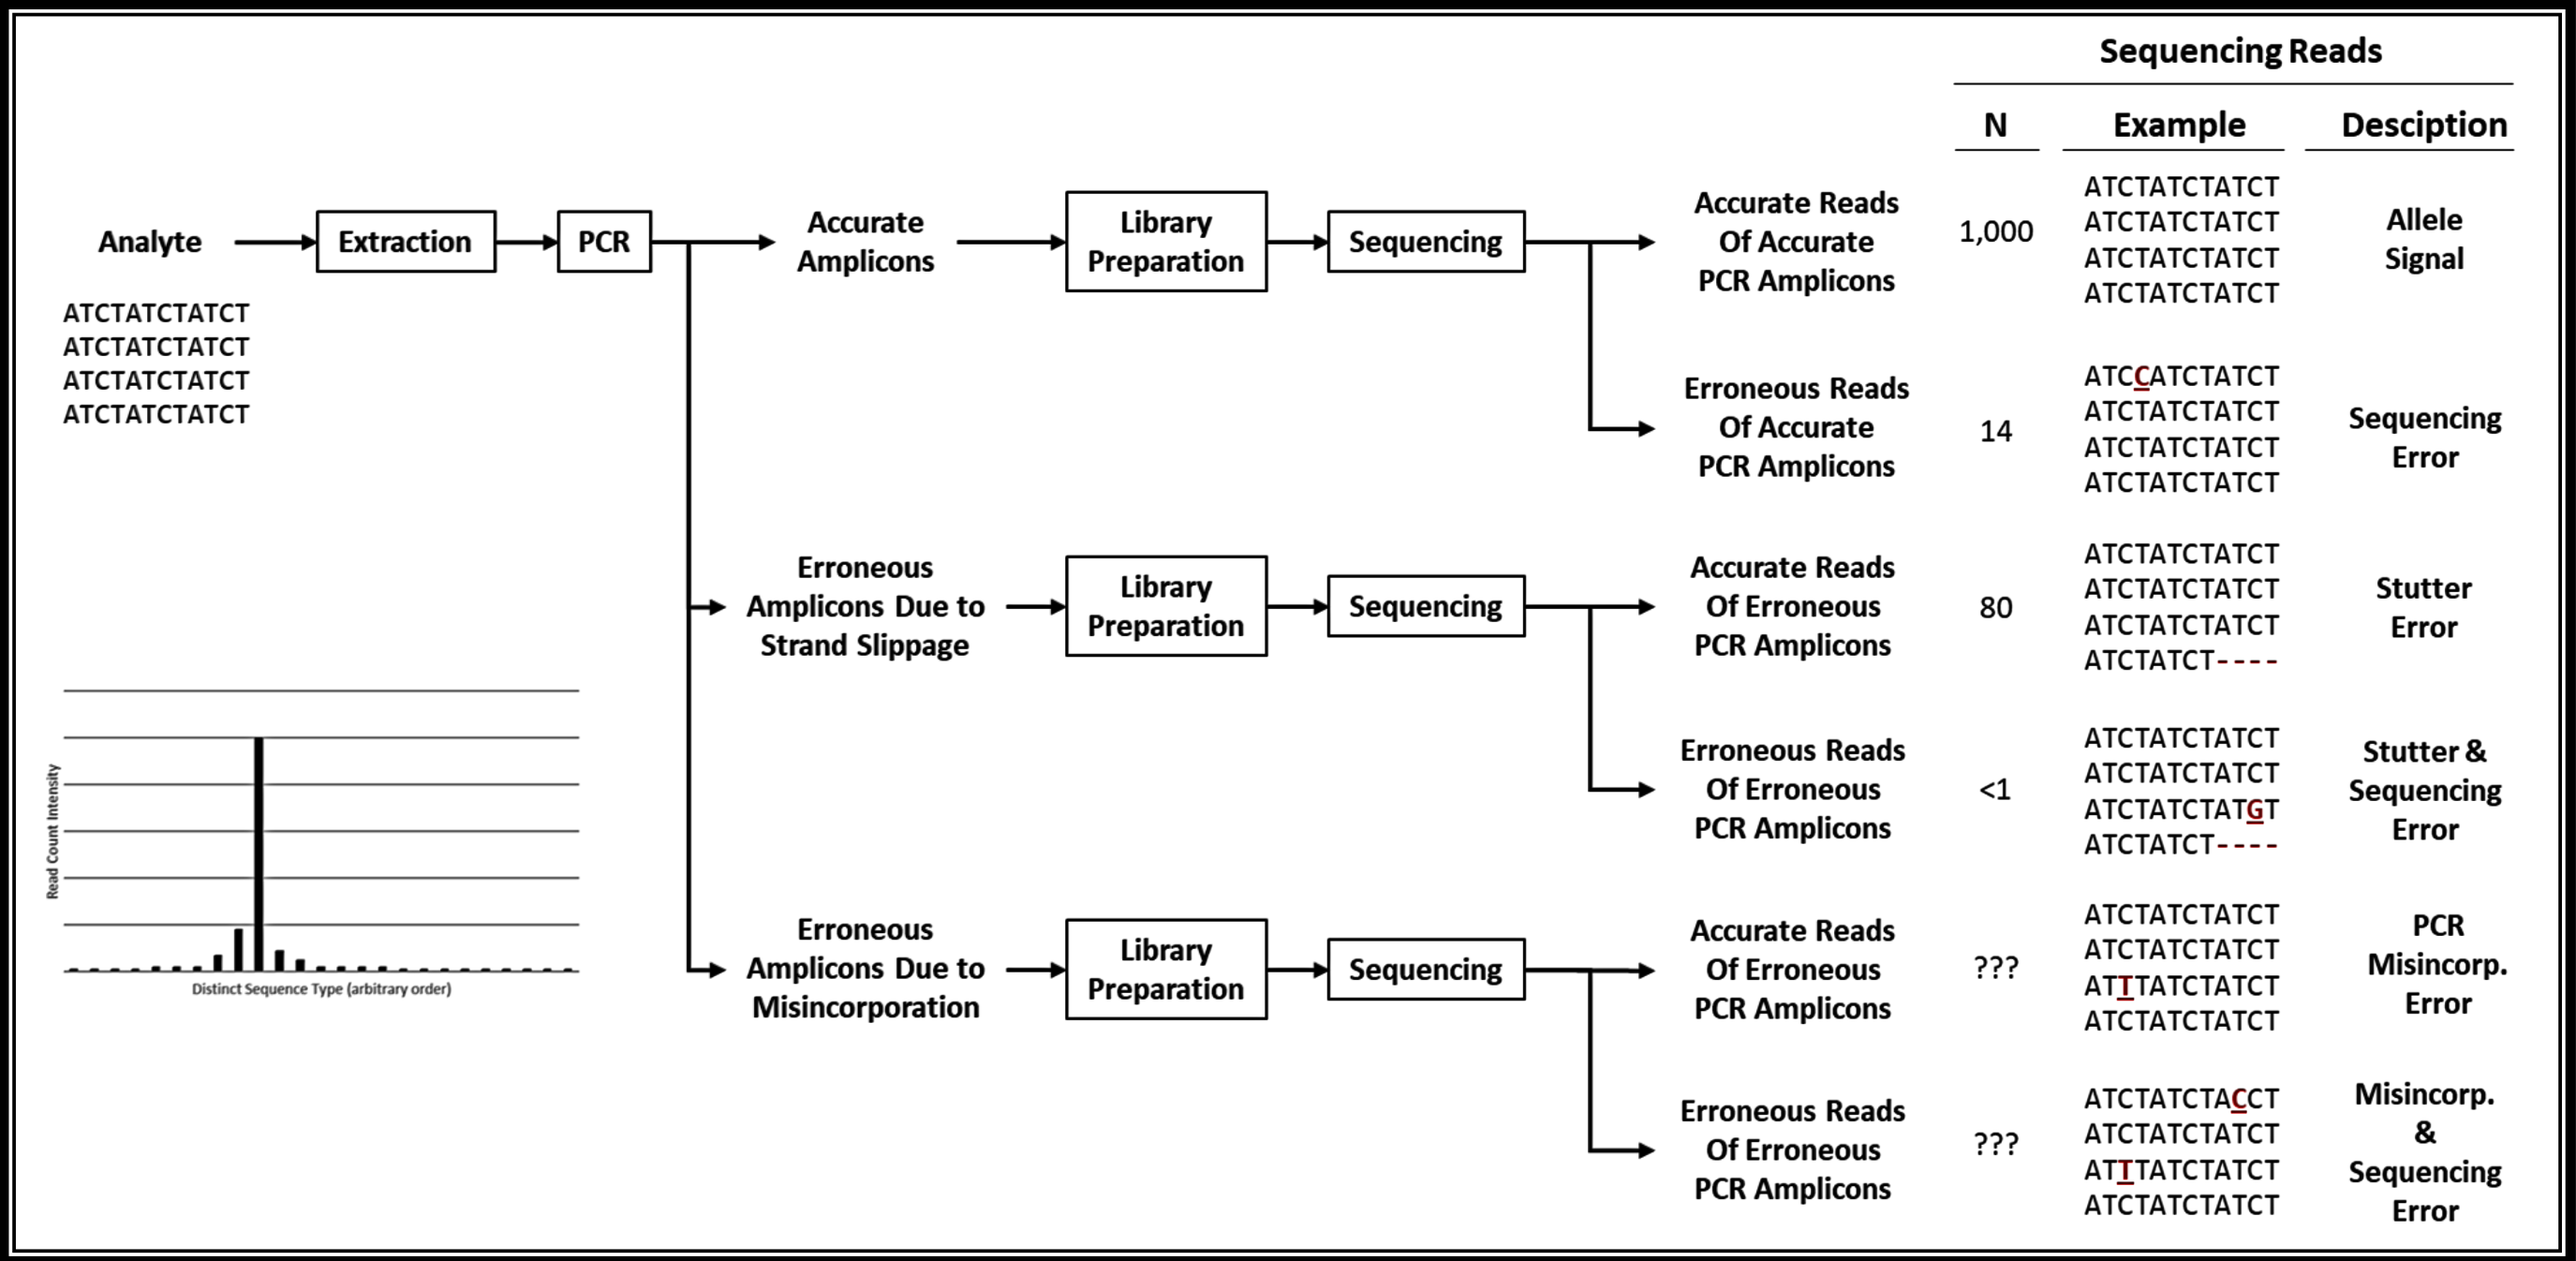 Sequencing Reads
N
Example
Desciption
Analyte
Extraction
PCR
Accurate
Amplicons
Library
Preparation
Sequencing
Accurate Reads
Of Accurate
PCR Amplicons
1,000
ATCTATCTATCT
ATCTATCTATCT
ATCTATCTATCT
ATCTATCTATCT
Allele
Signal
ATCTATCTATCT
ATCTATCTATCT
ATCTATCTATCT
ATCTATCTATCT
Erroneous Reads
Of Accurate
PCR Amplicons
14
ATCCATCTATCT
ATCTATCTATCT
ATCTATCTATCT
ATCTATCTATCT
Sequencing
Error
Erroneous
Amplicons Due to
Strand Slippage
Library
Preparation
Sequencing
Accurate Reads
Of Erroneous
PCR Amplicons
80
ATCTATCTATCT
ATCTATCTATCT
ATCTATCTATCT
ATCTATCT----
Stutter
Error
Erroneous Reads
Of Erroneous
PCR Amplicons
<1
ATCTATCTATCT
ATCTATCTATCT
ATCTATCTATGT
ATCTATCT----
Stutter &
Sequencing
Error
Read Count Intensity
Distinct Sequence Type (arbitrary order)
Erroneous
Amplicons Due to
Misincorporation
Library
Preparation
Sequencing
Accurate Reads
Of Erroneous
PCR Amplicons
???
ATCTATCTATCT
ATCTATCTATCT
ATTTATCTATCT
ATCTATCTATCT
PCR
Misincorp.
Error
Erroneous Reads
Of Erroneous
PCR Amplicons
???
ATCTATCTACCT
ATCTATCTATCT
ATTTATCTATCT
ATCTATCTATCT
Misincorp.
&
Sequencing
Error